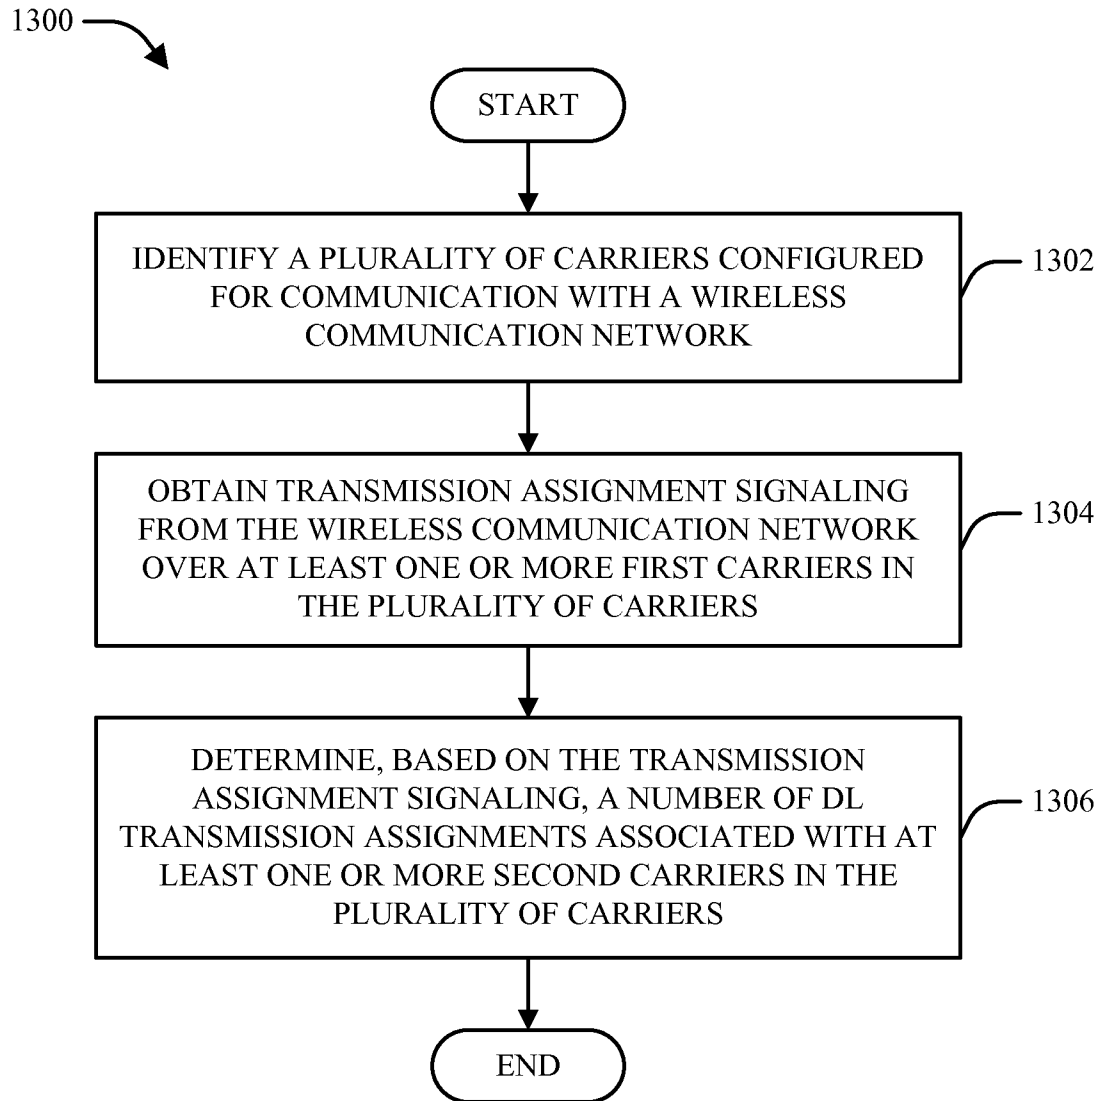 1300
START
IDENTIFY A PLURALITY OF CARRIERS CONFIGURED
FOR COMMUNICATION WITH A WIRELESS
COMMUNICATION NETWORK
1302
OBTAIN TRANSMISSION ASSIGNMENT SIGNALING
FROM THE WIRELESS COMMUNICATION NETWORK
OVER AT LEAST ONE OR MORE FIRST CARRIERS IN
THE PLURALITY OF CARRIERS
1304
DETERMINE, BASED ON THE TRANSMISSION
ASSIGNMENT SIGNALING, A NUMBER OF DL
TRANSMISSION ASSIGNMENTS ASSOCIATED WITH AT
LEAST ONE OR MORE SECOND CARRIERS IN THE
PLURALITY OF CARRIERS
1306
END